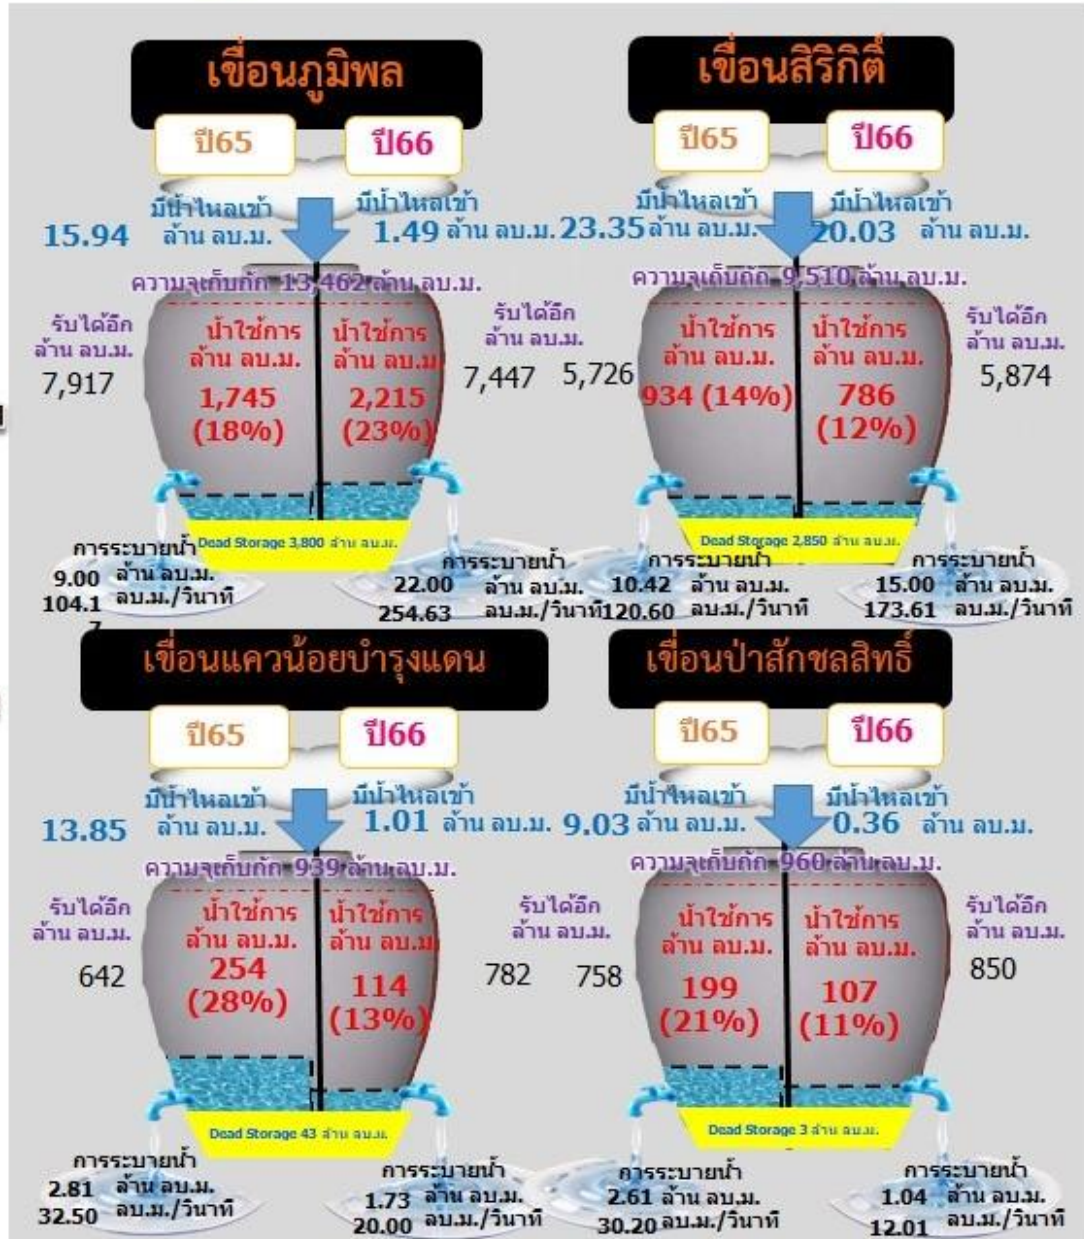 เขื่อนภูมิพล
ปี65 ปี66
มีน้ำไหลเข้า มีน้ำไหลเข้า
15.94 ล้าน ลบ.ม. 1.49 ล้าน ลบ.ม.
ความจุเก็บกัก 13,462 ล้าน ลบ.ม.
รับได้อีก น้ำใช้การ น้ำใช้การ รับได้อีก
ล้าน ลบ.ม. ล้าน ลบ.ม. ล้าน ลบ.ม ล้าน ลบ.ม.
7,917 1,745 2,215 7,447
(18%) (23%)
Dead Storage 3,800 ล้าน ลบ.ม.
การระบายน้ำ การระบายน้ำ
9.00 ล้าน ลบ.ม. 22.00 ล้าน ลบ.ม.
104.1 ลบ.ม./วินาที 254.63 ลบ.ม./วินาที
7
เขื่อนสิริกิติ์
ปี65 ปี66
มีน้ำไหลเข้า มีน้ำไหลเข้า
23.35 ล้าน ลบ.ม. 20.03 ล้าน ลบ.ม.
ความจุเก็บกัก 9,510 ล้าน ลบ.ม.
น้ำใช้การ น้ำใช้การ รับได้อีก
ล้าน ลบ.ม. ล้าน ลบ.ม. ล้าน ลบ.ม.
5,726 934 (14%) 786 5,874
(12%)
Dead Storage 2,850 ล้าน ลบ.ม.
การระบายน้ำ การระบายน้ำ
10.42 ล้าน ลบ.ม. 15.00 ล้าน ลบ.ม.
120.60 ลบ.ม./วินาที 173.61 ลบ.ม./วินาที
เขื่อนแควน้อยบำรุงแดน
ปี65 ปี66
มีน้ำไหลเข้า มีน้ำไหลเข้า
13.85 ล้าน ลบ.ม. 1.01 ล้าน ลบ.ม.
ความจุเก็บกัก 939 ล้าน ลบ.ม.
รับได้อีก น้ำใช้การ น้ำใช้การ รับได้อีก
ล้าน ลบ.ม. ล้าน ลบ.ม. ล้าน ลบ.ม ล้าน ลบ.ม.
642 254 114 782
(28%) (13%)
Dead Storage 43 ล้าน ลบ.ม.
การระบายน้ำ การระบายน้ำ
2.81 ล้าน ลบ.ม. 1.73 ล้าน ลบ.ม.
32.50 ลบ.ม./วินาที 20.00 ลบ.ม./วินาที
เขื่อนป่าสักชลสิทธิ์
ปี65 ปี66
มีน้ำไหลเข้า มีน้ำไหลเข้า
9.03 ล้าน ลบ.ม. 0.36 ล้าน ลบ.ม.
ความจุเก็บกัก 960 ล้าน ลบ.ม.
น้ำใช้การ น้ำใช้การ รับได้อีก
ล้าน ลบ.ม. ล้าน ลบ.ม. ล้าน ลบ.ม.
758 199 107 850
(21%) (11%)
Dead Storage 3 ล้าน ลบ.ม.
การระบายน้ำ การระบายน้ำ
2.61 ล้าน ลบ.ม. 1.04 ล้าน ลบ.ม.
30.20 ลบ.ม./วินาที 12.01 ลบ.ม./วินาที